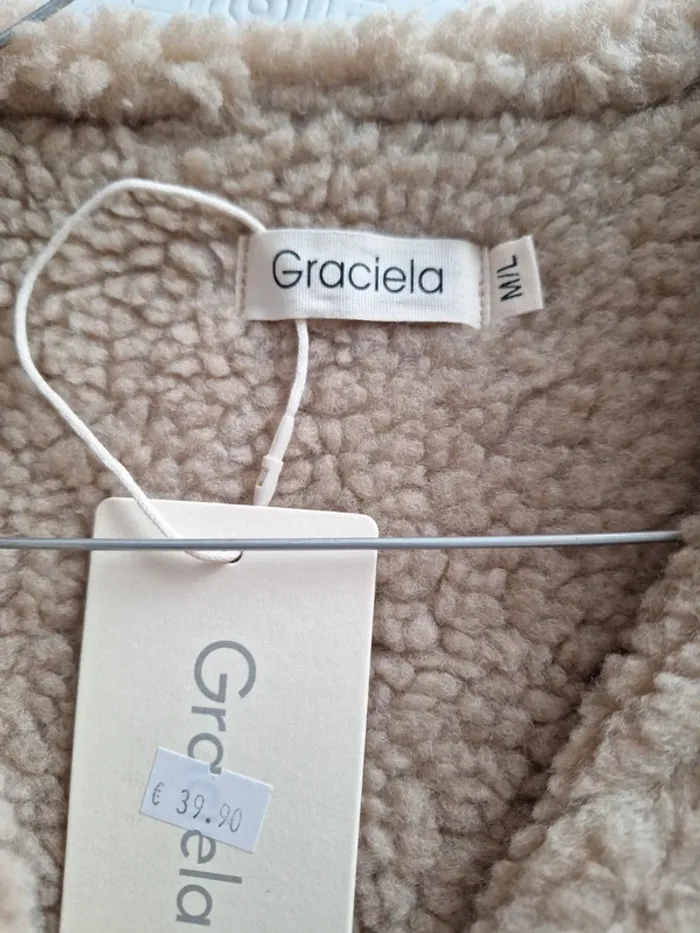 Graciela
M/L
Graciela
€ 39.90